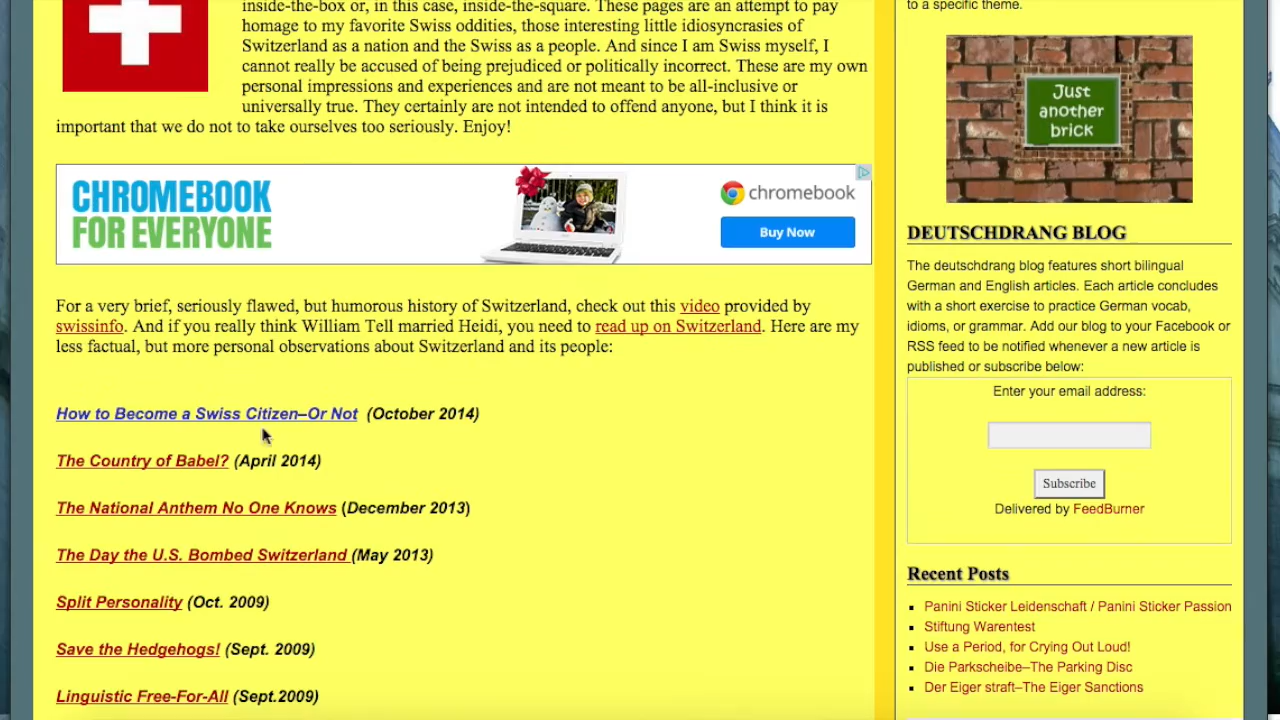 inside-the-box or, in this case, inside-the-square. These pages are an attempt to pay
homage to my favorite Swiss oddities, those interesting little idiosyncrasies of
Switzerland as a nation and the Swiss as a people. And since I am Swiss myself, I
cannot really be accused of being prejudiced or politically incorrect. These are my own
personal impressions and experiences and are not meant to be all-inclusive or
universally true. They certainly are not intended to offend anyone, but I think it is
important that we do not to take ourselves too seriously. Enjoy!
CHROMEBOOK
FOR EVERYONE
chromebook
Buy Now
For a very brief, seriously flawed, but humorous history of Switzerland, check out this video provided by
swissinfo. And if you really think William Tell married Heidi, you need to read up on Switzerland. Here are my
less factual, but more personal observations about Switzerland and its people:
How to Become a Swiss Citizen–Or Not (October 2014)
The Country of Babel? (April 2014)
The National Anthem No One Knows (December 2013)
The Day the U.S. Bombed Switzerland (May 2013)
Split Personality (Oct. 2009)
Save the Hedgehogs! (Sept. 2009)
Linguistic Free-For-All (Sept.2009)
to a specific theme.
Just
another
brick
DEUTSCHDRANG BLOG
The deutschdrang blog features short bilingual
German and English articles. Each article concludes
with a short exercise to practice German vocab,
idioms, or grammar. Add our blog to your Facebook or
RSS feed to be notified whenever a new article is
published or subscribe below:
Enter your email address:
Subscribe
Delivered by FeedBurner
Recent Posts
Panini Sticker Leidenschaft / Panini Sticker Passion
Stiftung Warentest
Use a Period, for Crying Out Loud!
Die Parkscheibe–The Parking Disc
Der Eiger straft–The Eiger Sanctions